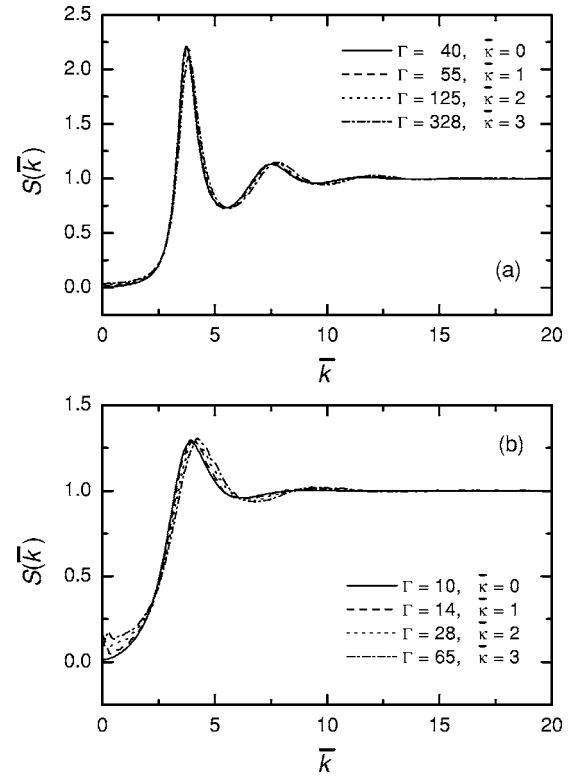 2.5
2.0
1.5
1.0
0.5
0.0
S(k̅)
Γ = 40, κ̅ = 0
Γ = 55, κ̅ = 1
Γ = 125, κ̅ = 2
Γ = 328, κ̅ = 3
(a)
0 5 10 15 20
k̅
1.5
1.0
0.5
0.0
S(k̅)
(b)
Γ = 10, κ̅ = 0
Γ = 14, κ̅ = 1
Γ = 28, κ̅ = 2
Γ = 65, κ̅ = 3
0 5 10 15 20
k̅